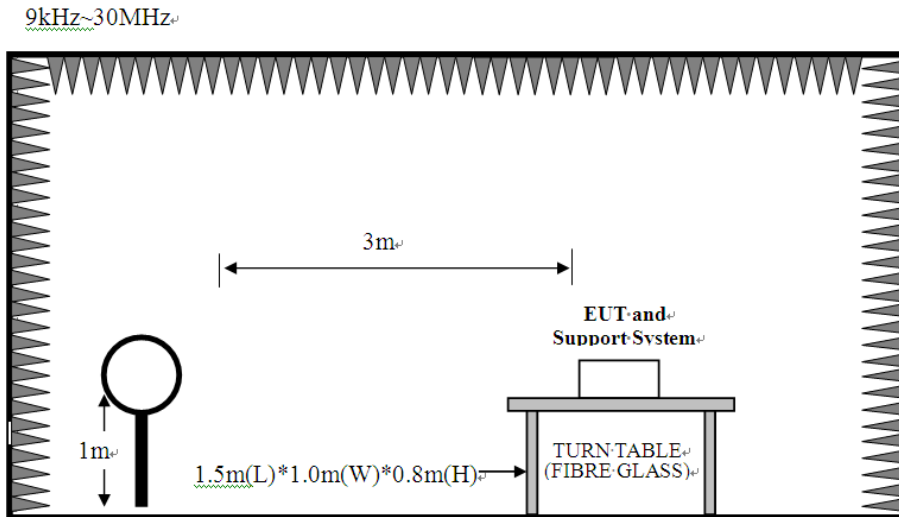 9kHz~30MHz
3m
EUT and
Support System
1m
1.5m(L)*1.0m(W)*0.8m(H)
TURN TABLE
(FIBRE GLASS)